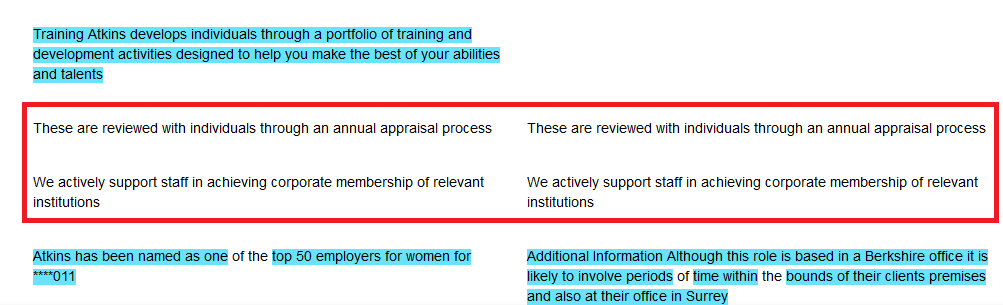 Training Atkins develops individuals through a portfolio of training and
development activities designed to help you make the best of your abilities
and talents
These are reviewed with individuals through an annual appraisal process
These are reviewed with individuals through an annual appraisal process
We actively support staff in achieving corporate membership of relevant
institutions
We actively support staff in achieving corporate membership of relevant
institutions
Atkins has been named as one of the top 50 employers for women for
****011
Additional Information Although this role is based in a Berkshire office it is
likely to involve periods of time within the bounds of their clients premises
and also at their office in Surrey